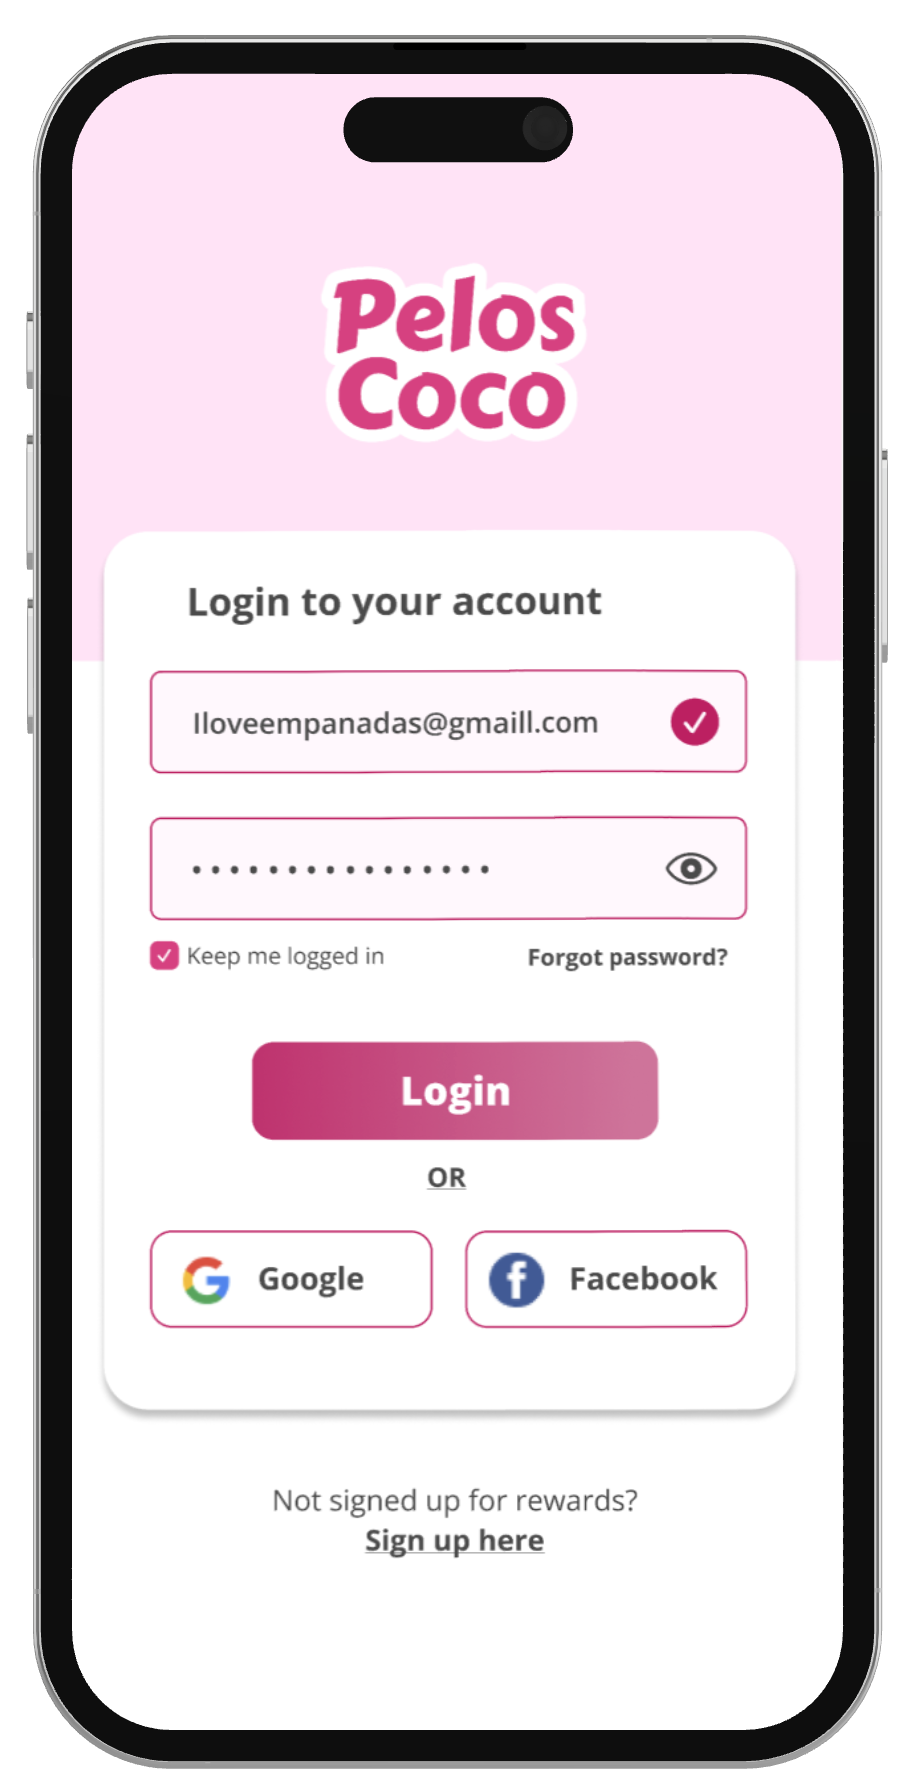 Pelos
Coco
Login to your account
Iloveempanadas@gmaill.com
••••••••••••••••
Keep me logged in
Forgot password?
Login
OR
Google
Facebook
Not signed up for rewards?
Sign up here